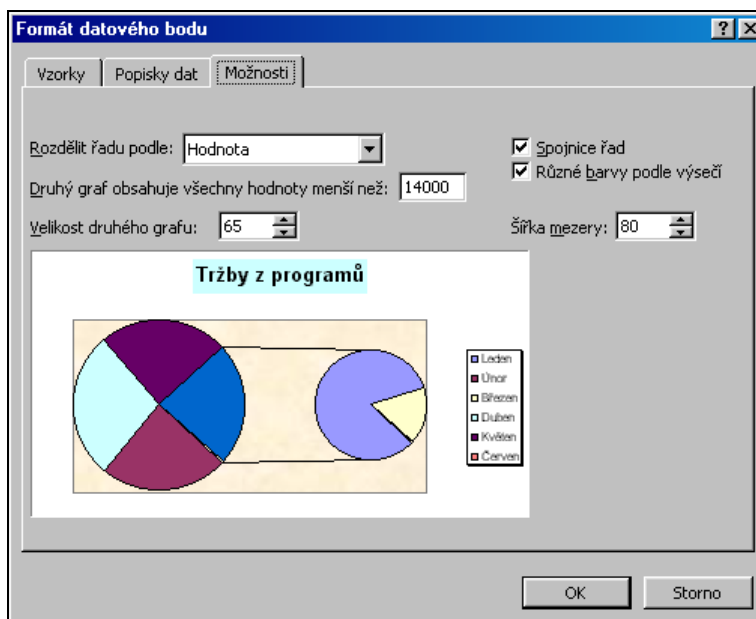 Formát datového bodu
Vzorky Popisky dat Možnosti
Rozdělit řadu podle: Hodnota
Spojnice řad
Různé barvy podle výsečí
Druhý graf obsahuje všechny hodnoty menší než: 14000
Velikost druhého grafu: 65
Šířka mezery: 80
Tržby z programů
Leden
Únor
Březen
Duben
Květen
Červen
OK Storno